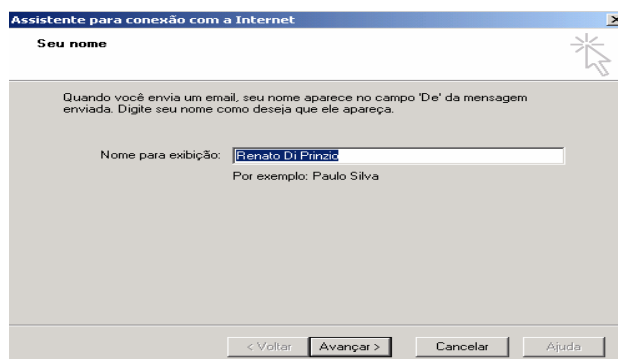 Assistente para conexão com a Internet
Seu nome
Quando você envia um email, seu nome aparece no campo 'De' da mensagem
enviada. Digite seu nome como deseja que ele apareça.
Nome para exibição: Renato Di Prinzio
Por exemplo: Paulo Silva
< Voltar Avançar > Cancelar Ajuda